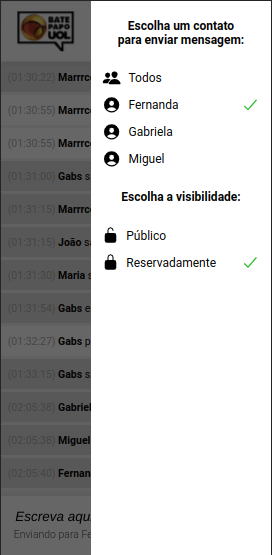 BATE
PAPO
UOL
Escolha um contato
para enviar mensagem:
Todos
Fernanda
Gabriela
Miguel
Escolha a visibilidade:
Público
Reservadamente
(01:30:22) Marrrc
(01:30:55) Marrrc
(01:30:55) Marrrc
(01:31:00) Gabs s
(01:31:15) Marrrc
(01:31:15) João sa
(01:31:30) Maria s
(01:31:54) Gabs e
(01:32:27) Gabs p
(01:33:15) Gabs s
(02:05:38) Gabriel
(02:05:38) Miguel
(02:05:40) Fernan
Escreva aqu
Enviando para Fe